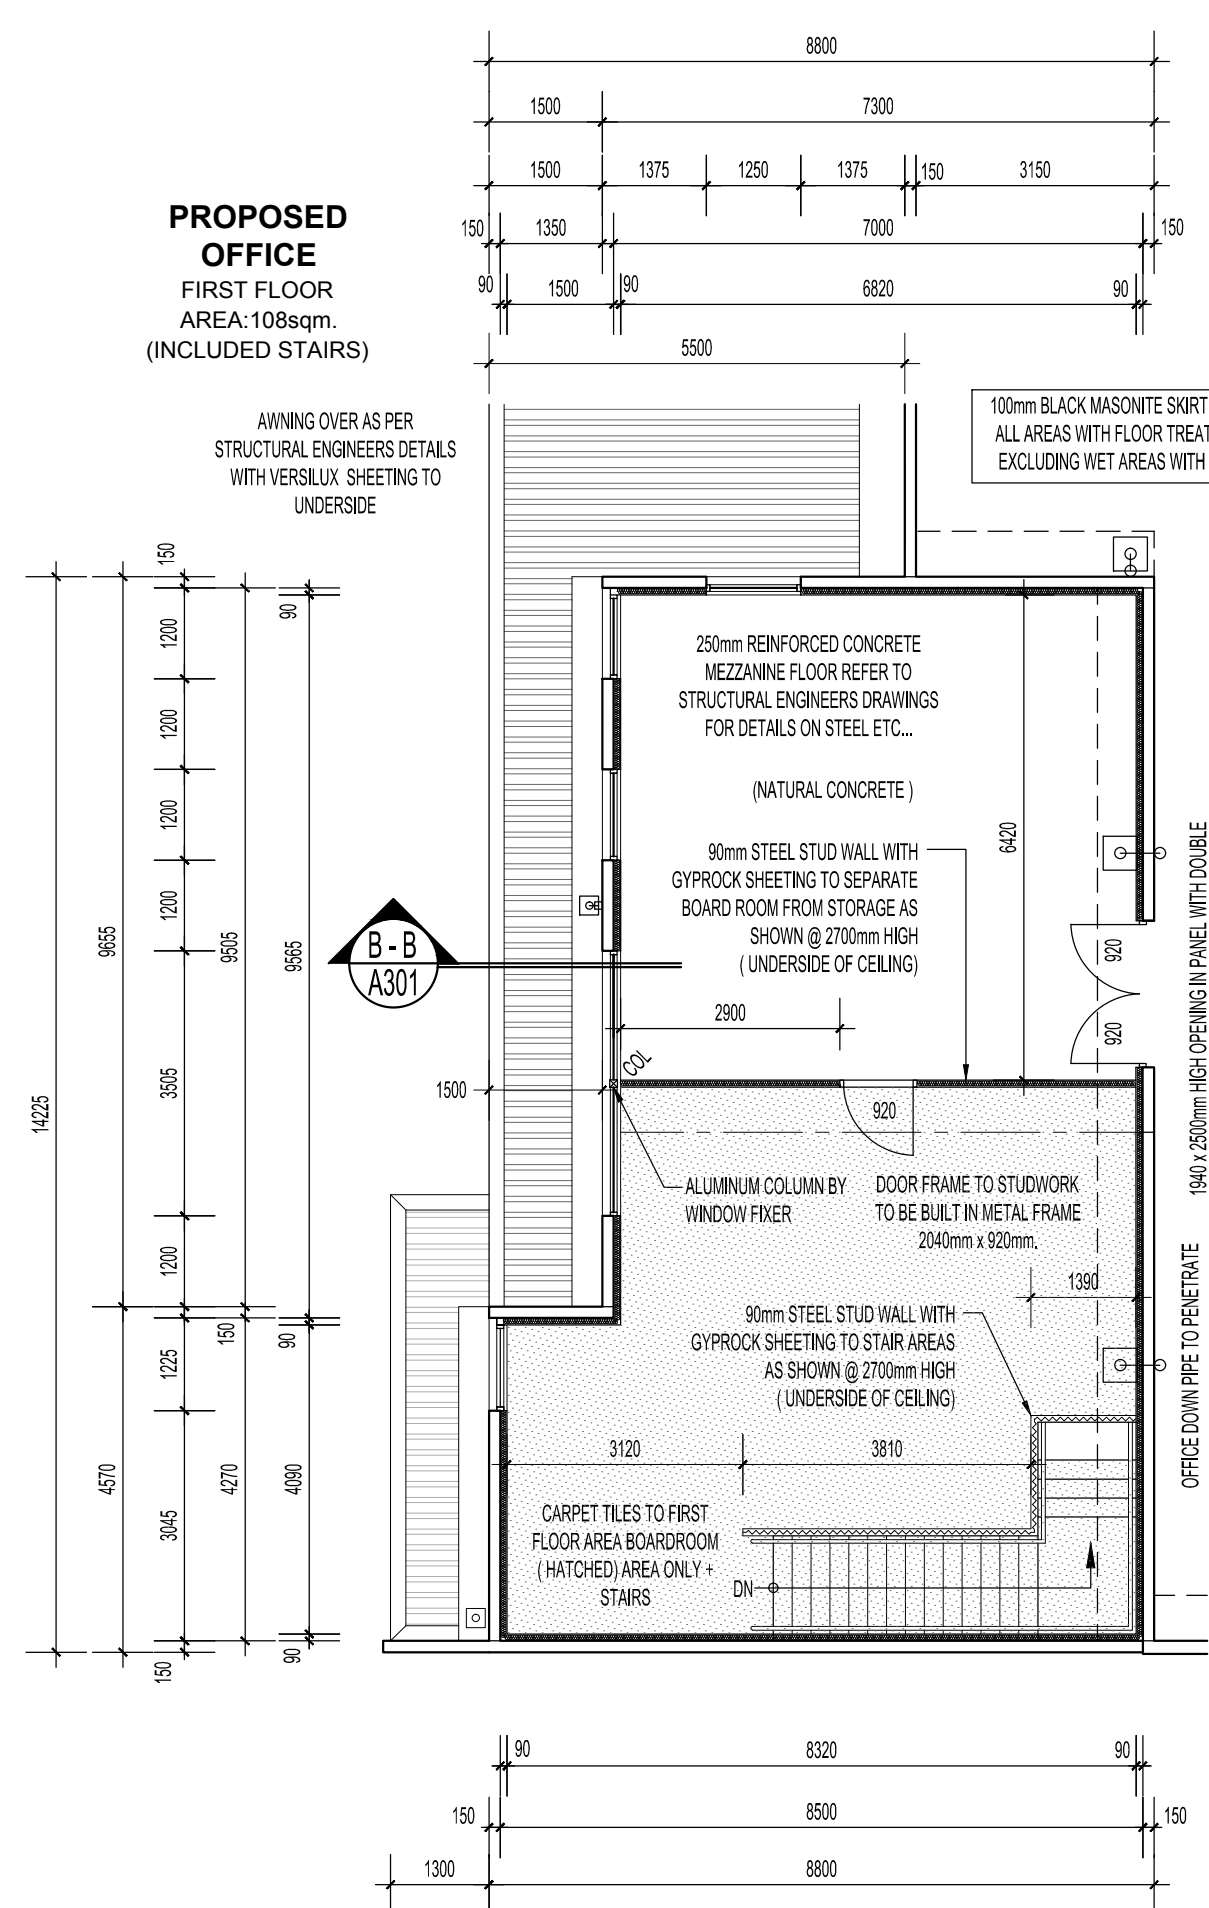 8800
1500 7300
1500 1375 1250 1375 150 3150
150 1350 7000 150
90 1500 90 6820 90
5500
PROPOSED
OFFICE
FIRST FLOOR
AREA:108sqm.
(INCLUDED STAIRS)
AWNING OVER AS PER
STRUCTURAL ENGINEERS DETAILS
WITH VERSILUX SHEETING TO
UNDERSIDE
100mm BLACK MASONITE SKIRT
ALL AREAS WITH FLOOR TREAT
EXCLUDING WET AREAS WITH
14225
9655
4570
150
1200
1200
1200
1200
3505
1200
1225
3045
150
9505
150
4270
90
9565
90
4090
90
250mm REINFORCED CONCRETE
MEZZANINE FLOOR REFER TO
STRUCTURAL ENGINEERS DRAWINGS
FOR DETAILS ON STEEL ETC...
(NATURAL CONCRETE )
6420
90mm STEEL STUD WALL WITH
GYPROCK SHEETING TO SEPARATE
BOARD ROOM FROM STORAGE AS
SHOWN @ 2700mm HIGH
( UNDERSIDE OF CEILING)
B - B
A301
920
920
1940 x 2500mm HIGH OPENING IN PANEL WITH DOUBLE
2900
COL
1500
920
ALUMINUM COLUMN BY
WINDOW FIXER
DOOR FRAME TO STUDWORK
TO BE BUILT IN METAL FRAME
2040mm x 920mm.
1390
90mm STEEL STUD WALL WITH
GYPROCK SHEETING TO STAIR AREAS
AS SHOWN @ 2700mm HIGH
( UNDERSIDE OF CEILING)
OFFICE DOWN PIPE TO PENETRATE
3120 3810
CARPET TILES TO FIRST
FLOOR AREA BOARDROOM
( HATCHED) AREA ONLY +
STAIRS
DN
90 8320 90
150 8500 150
1300 8800